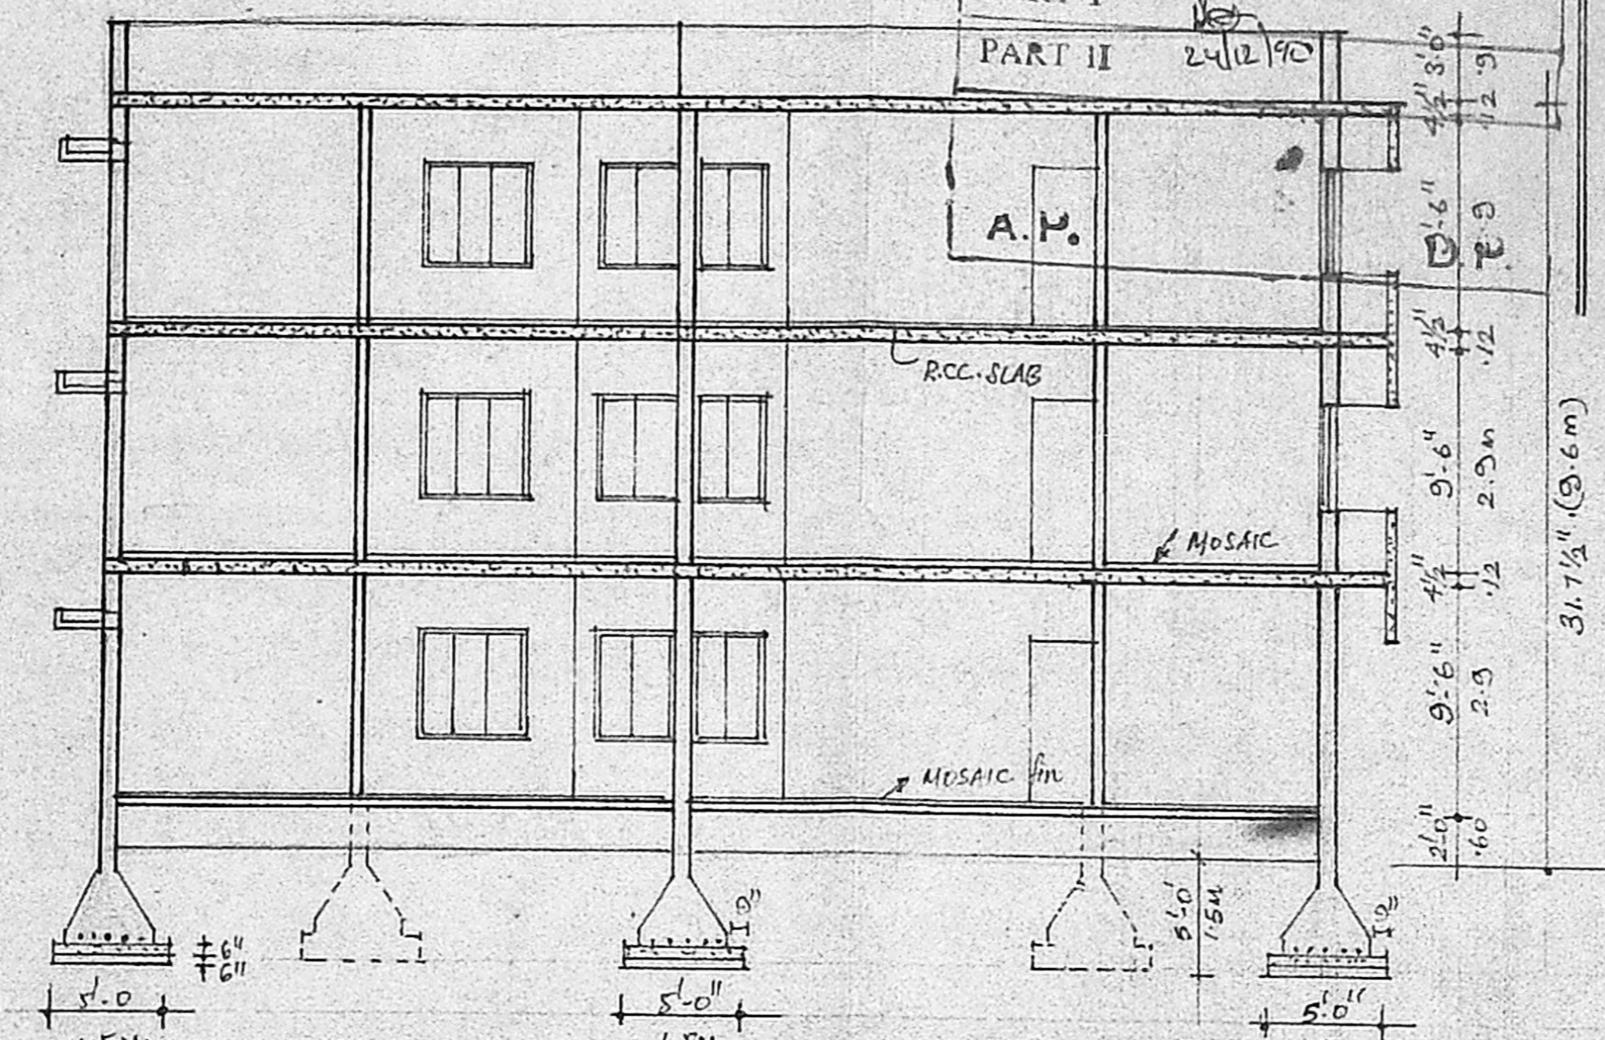 PART II 24/12/90
A.P.
R.C.C. SLAB
MOSAIC
MOSAIC fin
3'.0"
.91
4½"
.12
9'.6"
2.9
4½"
.12
9'.6"
2.9M
4½"
.12
9'.6"
2.9
2'.0"
.60
31.7½".(9.6m)
5'-0'
1.5M
6"
6"
9"
9"
5'-0
5'-0"
5'.0"